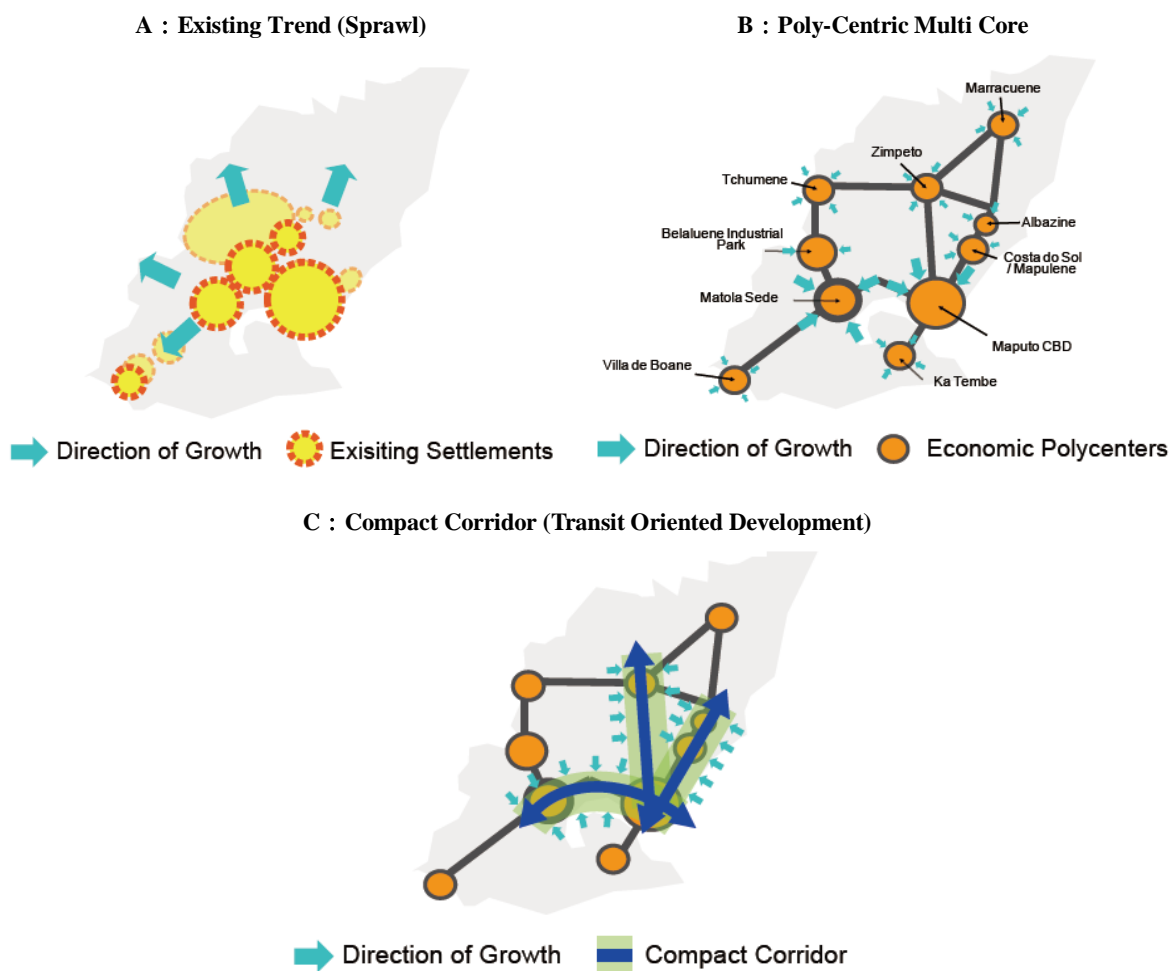 A : Existing Trend (Sprawl)
B : Poly-Centric Multi Core
Marracuene
Zimpeto
Tchumene
Albazine
Belaluene Industrial
Park
Costa do Sol
/ Mapulene
Matola Sede
Maputo CBD
Villa de Boane
Ka Tembe
Direction of Growth
Exisiting Settlements
Direction of Growth
Economic Polycenters
C : Compact Corridor (Transit Oriented Development)
Direction of Growth
Compact Corridor